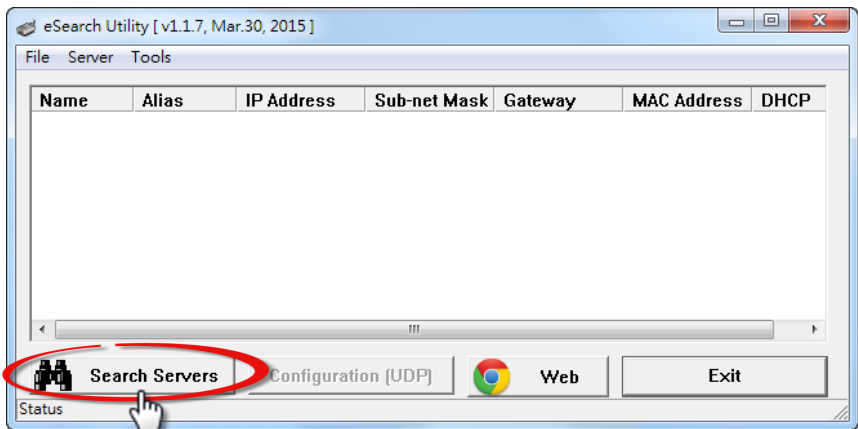 eSearch Utility [ v1.1.7, Mar.30, 2015 ]
File Server Tools
Name Alias IP Address Sub-net Mask Gateway MAC Address DHCP
Search Servers Configuration (UDP) Web Exit
Status